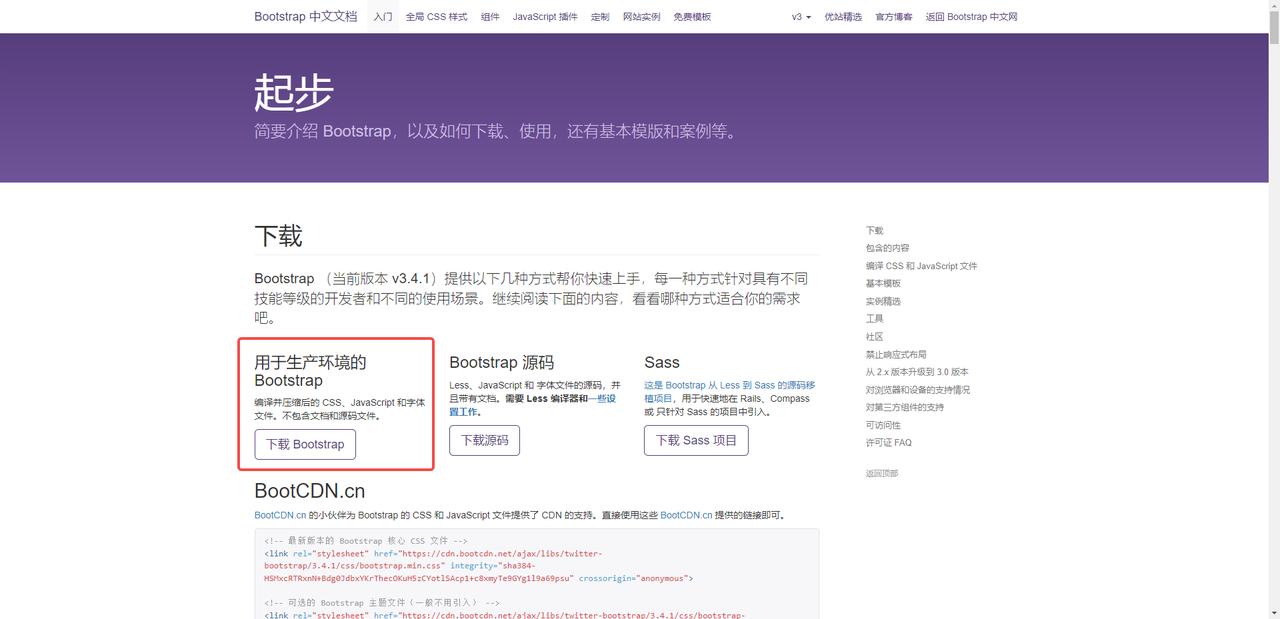 Bootstrap 中文文档 入门 全局 CSS 样式 组件 JavaScript 插件 定制 网站实例 免费模板 v3 优站精选 官方博客 返回 Bootstrap 中文网
起步
简要介绍 Bootstrap，以及如何下载、使用，还有基本模版和案例等。
下载
Bootstrap （当前版本 v3.4.1）提供以下几种方式帮你快速上手，每一种方式针对具有不同
技能等级的开发者和不同的使用场景。继续阅读下面的内容，看看哪种方式适合你的需求
吧。
用于生产环境的
Bootstrap
编译并压缩后的 CSS、JavaScript 和字体
文件。不包含文档和源码文件。
下载 Bootstrap
Bootstrap 源码
Less、JavaScript 和 字体文件的源码，并
且带有文档。需要 Less 编译器和一些设
置工作。
下载源码
Sass
这是 Bootstrap 从 Less 到 Sass 的源码移
植项目，用于快速地在 Rails、Compass
或 只针对 Sass 的项目中引入。
下载 Sass 项目
BootCDN.cn
BootCDN.cn 的小伙伴为 Bootstrap 的 CSS 和 JavaScript 文件提供了 CDN 的支持。直接使用这些 BootCDN.cn 提供的链接即可。
<!-- 最新版本的 Bootstrap 核心 CSS 文件 -->
<link rel="stylesheet" href="https://cdn.bootcdn.net/ajax/libs/twitter-
bootstrap/3.4.1/css/bootstrap.min.css" integrity="sha384-
HSMxcRTRxnN+Bdg0JdbxYKrThecOKuH5zCYotlSAcp1+c8xmyTe9GYg1l9a69psu" crossorigin="anonymous">
<!-- 可选的 Bootstrap 主题文件（一般不用引入） -->
<link rel="stylesheet" href="https://cdn.bootcdn.net/ajax/libs/twitter-bootstrap/3.4.1/css/bootstrap-
下载
包含的内容
编译 CSS 和 JavaScript 文件
基本模板
实例精选
工具
社区
禁止响应式布局
从 2.x 版本升级到 3.0 版本
对浏览器和设备的支持情况
对第三方组件的支持
可访问性
许可证 FAQ
返回顶部